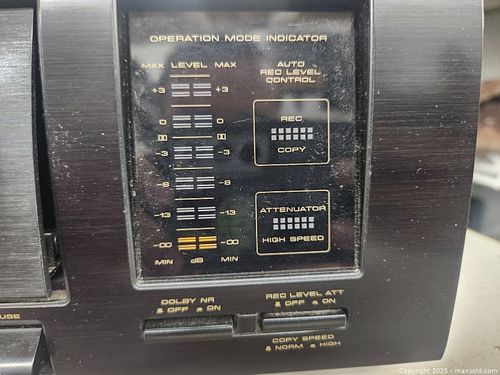 OPERATION MODE INDICATOR
MAX LEVEL MAX
AUTO
REC LEVEL
CONTROL
+3 +3
0 0
-3 -3
-8 -8
-13 -13
-∞ -∞
MIN dB MIN
REC
COPY
ATTENUATOR
HIGH SPEED
DOLBY NR
OFF ON
REC LEVEL ATT
OFF ON
COPY SPEED
NORM HIGH
USE
Copyright 2025 - maxsold.com